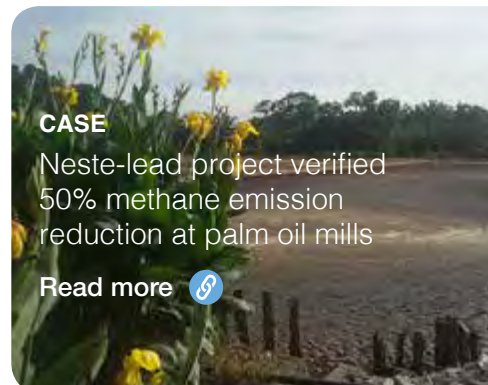 CASE
Neste-lead project verified
50% methane emission
reduction at palm oil mills
Read more